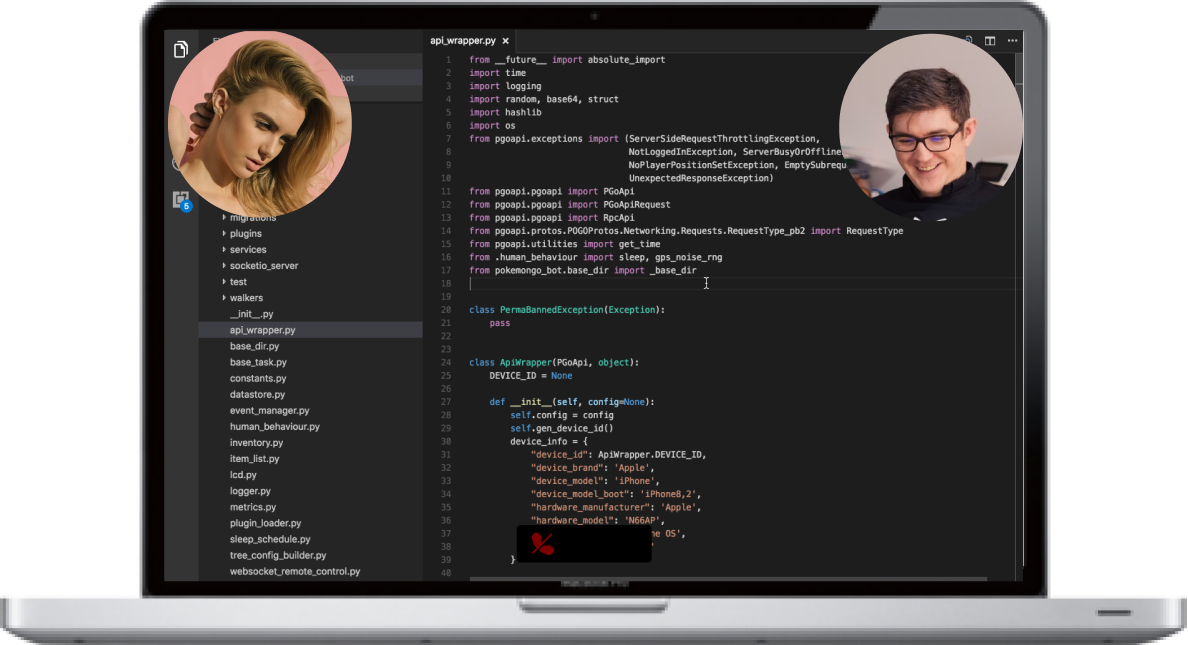 api_wrapper.py
bot
migrations
plugins
services
socketio_server
test
walkers
__init__.py
api_wrapper.py
base_dir.py
base_task.py
constants.py
datastore.py
event_manager.py
human_behaviour.py
inventory.py
item_list.py
lcd.py
logger.py
metrics.py
plugin_loader.py
sleep_schedule.py
tree_config_builder.py
websocket_remote_control.py
5
1 from __future__ import absolute_import
2 import time
3 import logging
4 import random, base64, struct
5 import hashlib
6 import os
7 from pgoapi.exceptions import (ServerSideRequestThrottlingException,
8 NotLoggedInException, ServerBusyOrOffline
9 NoPlayerPositionSetException, EmptySubrequ
10 UnexpectedResponseException)
11 from pgoapi.pgoapi import PGoApi
12 from pgoapi.pgoapi import PGoApiRequest
13 from pgoapi.pgoapi import RpcApi
14 from pgoapi.protos.POGOProtos.Networking.Requests.RequestType_pb2 import RequestType
15 from pgoapi.utilities import get_time
16 from .human_behaviour import sleep, gps_noise_rng
17 from pokemongo_bot.base_dir import _base_dir
18
19
20 class PermaBannedException(Exception):
21 pass
22
23
24 class ApiWrapper(PGoApi, object):
25 DEVICE_ID = None
26
27 def __init__(self, config=None):
28 self.config = config
29 self.gen_device_id()
30 device_info = {
31 "device_id": ApiWrapper.DEVICE_ID,
32 "device_brand": 'Apple',
33 "device_model": 'iPhone',
34 "device_model_boot": 'iPhone8,2',
35 "hardware_manufacturer": 'Apple',
36 "hardware_model": 'N66AP',
37 ne OS',
38 '
39 }
40